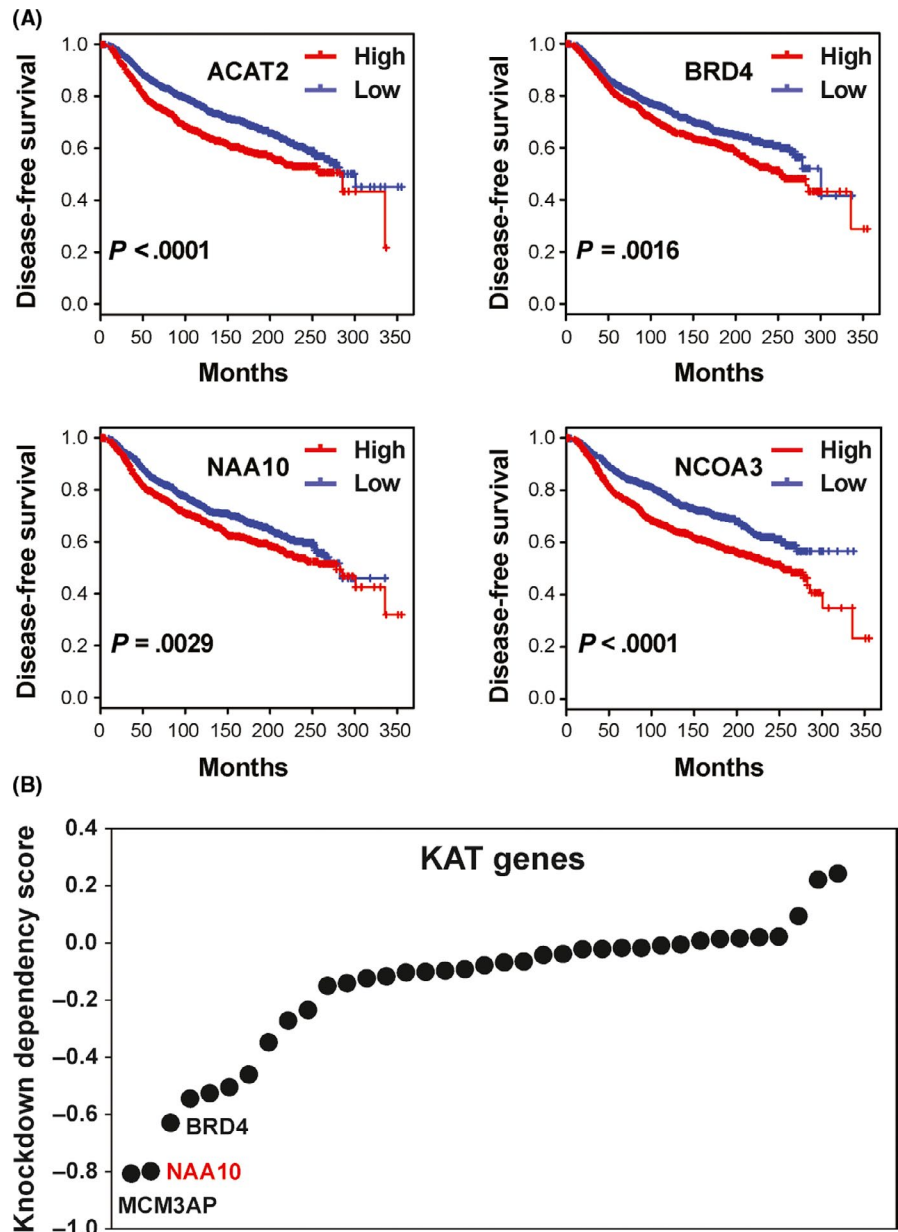 (A)
Disease-free survival
1.0
0.8
0.6
0.4
0.2
0.0
ACAT2
High
Low
P < .0001
0 50 100 150 200 250 300 350
Months
Disease-free survival
1.0
0.8
0.6
0.4
0.2
0.0
BRD4
High
Low
P = .0016
0 50 100 150 200 250 300 350
Months
Disease-free survival
1.0
0.8
0.6
0.4
0.2
0.0
NAA10
High
Low
P = .0029
0 50 100 150 200 250 300 350
Months
Disease-free survival
1.0
0.8
0.6
0.4
0.2
0.0
NCOA3
High
Low
P < .0001
0 50 100 150 200 250 300 350
Months
(B)
Knockdown dependency score
0.4
0.2
0.0
–0.2
–0.4
–0.6
–0.8
–1.0
KAT genes
BRD4
NAA10
MCM3AP